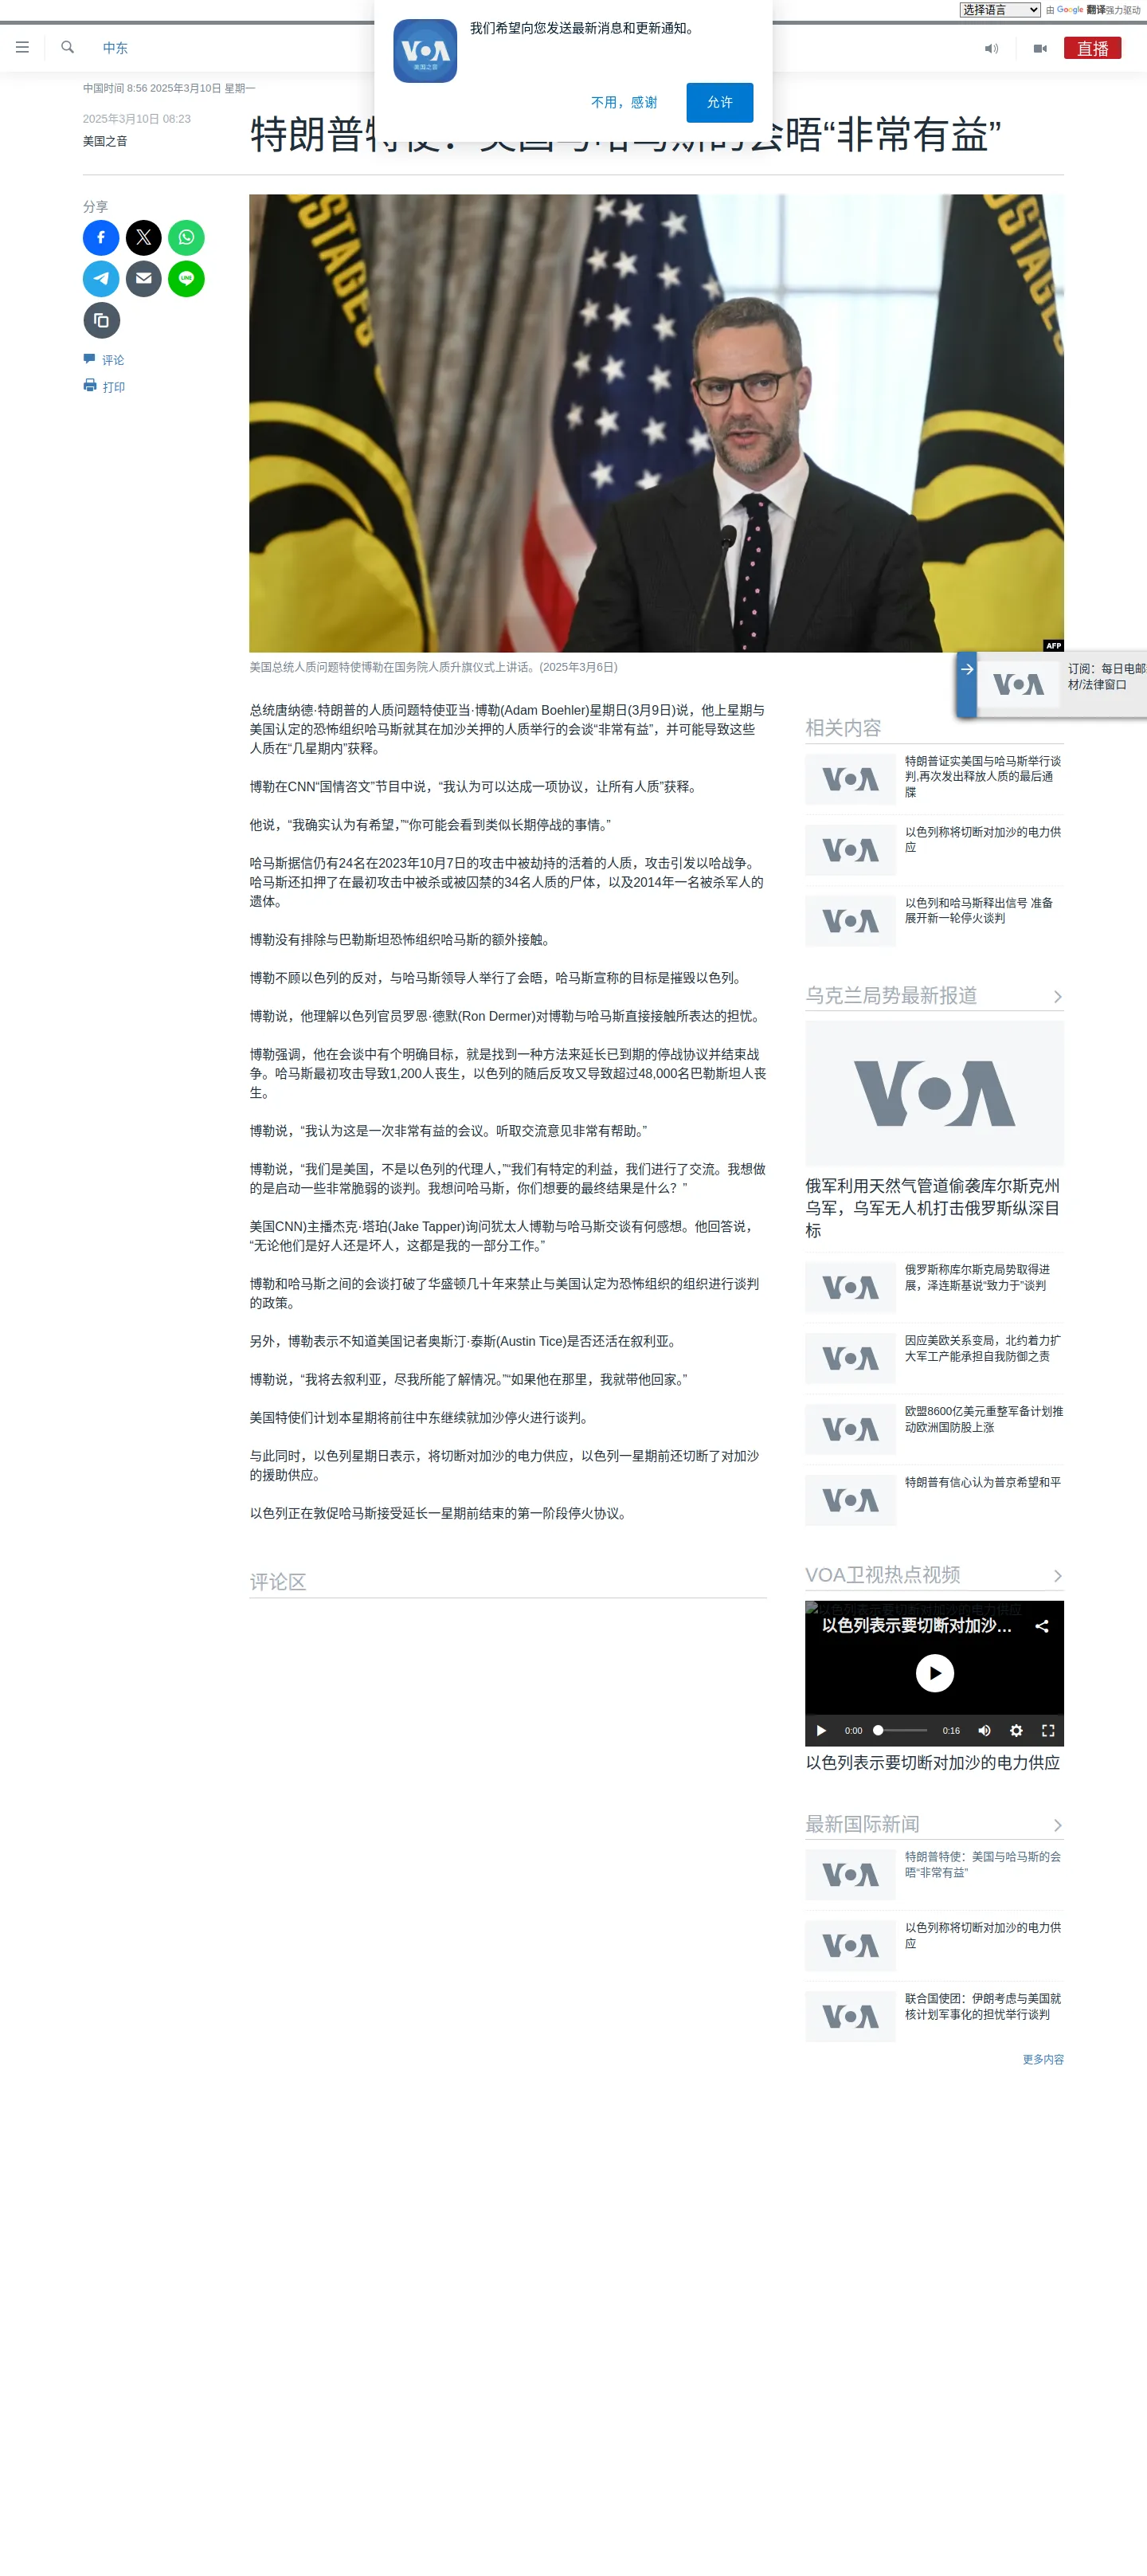 选择语言
由 Google 翻译强力驱动
中东
直播
VOA
美国之音
我们希望向您发送最新消息和更新通知。
不用，感谢
允许
中国时间 8:56 2025年3月10日 星期一
2025年3月10日 08:23
美国之音
特朗普特使：美国与哈马斯的会晤“非常有益”
分享
LINE
评论
打印
OSTAGES
OSTAGES
AFP
美国总统人质问题特使博勒在国务院人质升旗仪式上讲话。(2025年3月6日)
VOA
订阅：每日电邮
材/法律窗口
总统唐纳德·特朗普的人质问题特使亚当·博勒(Adam Boehler)星期日(3月9日)说，他上星期与
美国认定的恐怖组织哈马斯就其在加沙关押的人质举行的会谈“非常有益”，并可能导致这些
人质在“几星期内”获释。
博勒在CNN“国情咨文”节目中说，“我认为可以达成一项协议，让所有人质”获释。
他说，“我确实认为有希望，”“你可能会看到类似长期停战的事情。”
哈马斯据信仍有24名在2023年10月7日的攻击中被劫持的活着的人质，攻击引发以哈战争。
哈马斯还扣押了在最初攻击中被杀或被囚禁的34名人质的尸体，以及2014年一名被杀军人的
遗体。
博勒没有排除与巴勒斯坦恐怖组织哈马斯的额外接触。
博勒不顾以色列的反对，与哈马斯领导人举行了会晤，哈马斯宣称的目标是摧毁以色列。
博勒说，他理解以色列官员罗恩·德默(Ron Dermer)对博勒与哈马斯直接接触所表达的担忧。
博勒强调，他在会谈中有个明确目标，就是找到一种方法来延长已到期的停战协议并结束战
争。哈马斯最初攻击导致1,200人丧生，以色列的随后反攻又导致超过48,000名巴勒斯坦人丧
生。
博勒说，“我认为这是一次非常有益的会议。听取交流意见非常有帮助。”
博勒说，“我们是美国，不是以色列的代理人，”“我们有特定的利益，我们进行了交流。我想做
的是启动一些非常脆弱的谈判。我想问哈马斯，你们想要的最终结果是什么？”
美国CNN)主播杰克·塔珀(Jake Tapper)询问犹太人博勒与哈马斯交谈有何感想。他回答说，
“无论他们是好人还是坏人，这都是我的一部分工作。”
博勒和哈马斯之间的会谈打破了华盛顿几十年来禁止与美国认定为恐怖组织的组织进行谈判
的政策。
另外，博勒表示不知道美国记者奥斯汀·泰斯(Austin Tice)是否还活在叙利亚。
博勒说，“我将去叙利亚，尽我所能了解情况。”“如果他在那里，我就带他回家。”
美国特使们计划本星期将前往中东继续就加沙停火进行谈判。
与此同时，以色列星期日表示，将切断对加沙的电力供应，以色列一星期前还切断了对加沙
的援助供应。
以色列正在敦促哈马斯接受延长一星期前结束的第一阶段停火协议。
评论区
相关内容
VOA
特朗普证实美国与哈马斯举行谈
判,再次发出释放人质的最后通
牒
VOA
以色列称将切断对加沙的电力供
应
VOA
以色列和哈马斯释出信号 准备
展开新一轮停火谈判
乌克兰局势最新报道
VOA
俄军利用天然气管道偷袭库尔斯克州
乌军，乌军无人机打击俄罗斯纵深目
标
VOA
俄罗斯称库尔斯克局势取得进
展，泽连斯基说“致力于”谈判
VOA
因应美欧关系变局，北约着力扩
大军工产能承担自我防御之责
VOA
欧盟8600亿美元重整军备计划推
动欧洲国防股上涨
VOA
特朗普有信心认为普京希望和平
VOA卫视热点视频
以色列表示要切断对加沙的电力供应
以色列表示要切断对加沙...
0:00
0:16
以色列表示要切断对加沙的电力供应
最新国际新闻
VOA
特朗普特使：美国与哈马斯的会
晤“非常有益”
VOA
以色列称将切断对加沙的电力供
应
VOA
联合国使团：伊朗考虑与美国就
核计划军事化的担忧举行谈判
更多内容